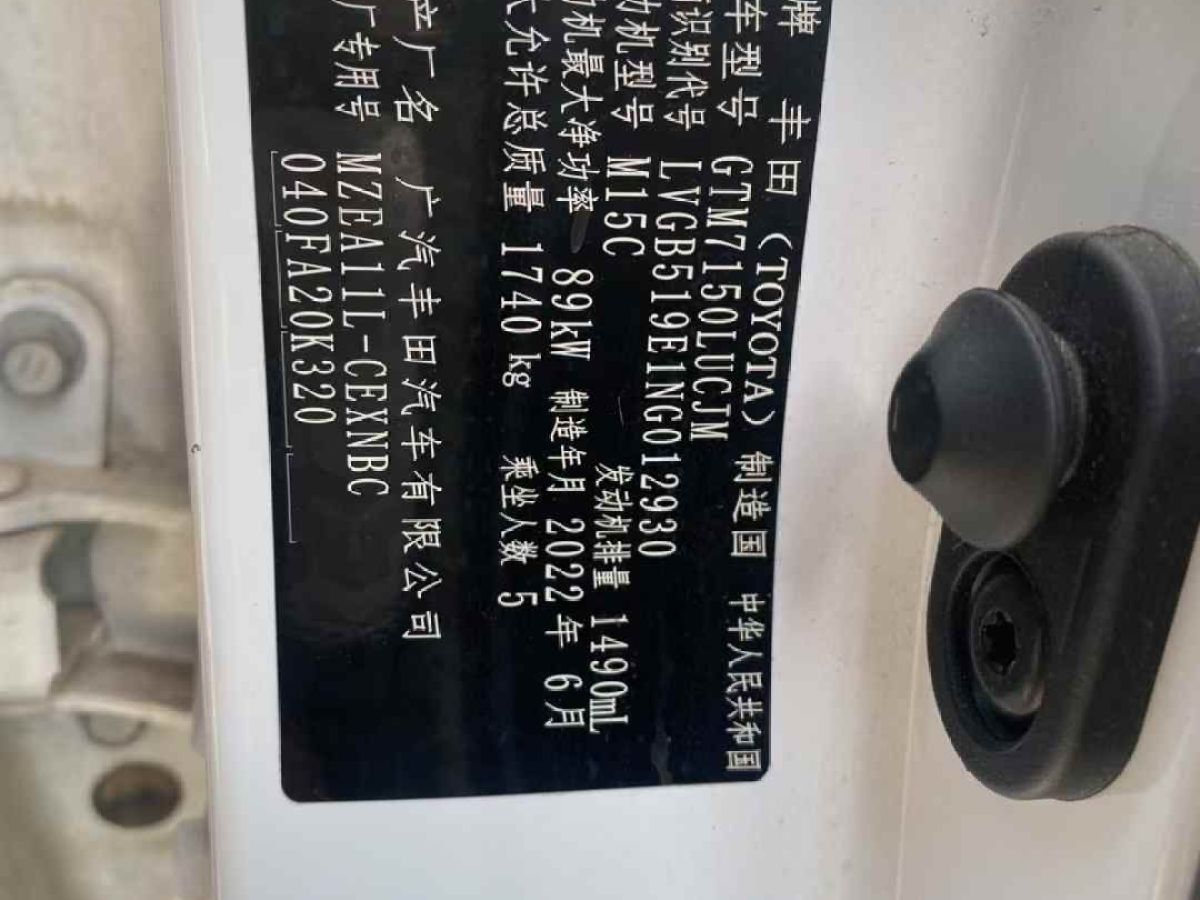 牌 丰田（TOYOTA） 制造国 中华人民共和国
车型号 GTM7150LUCJM
识别代号 LVGB519E1NG012930
动机型号 M15C 发动机排量 1490mL
机最大净功率 89kW 制造年月 2022年 6月
大允许总质量 1740 kg 乘坐人数 5
产厂名 广汽丰田汽车有限公司
厂专用号 MZEA11L-CEXNBC
040FA20K320